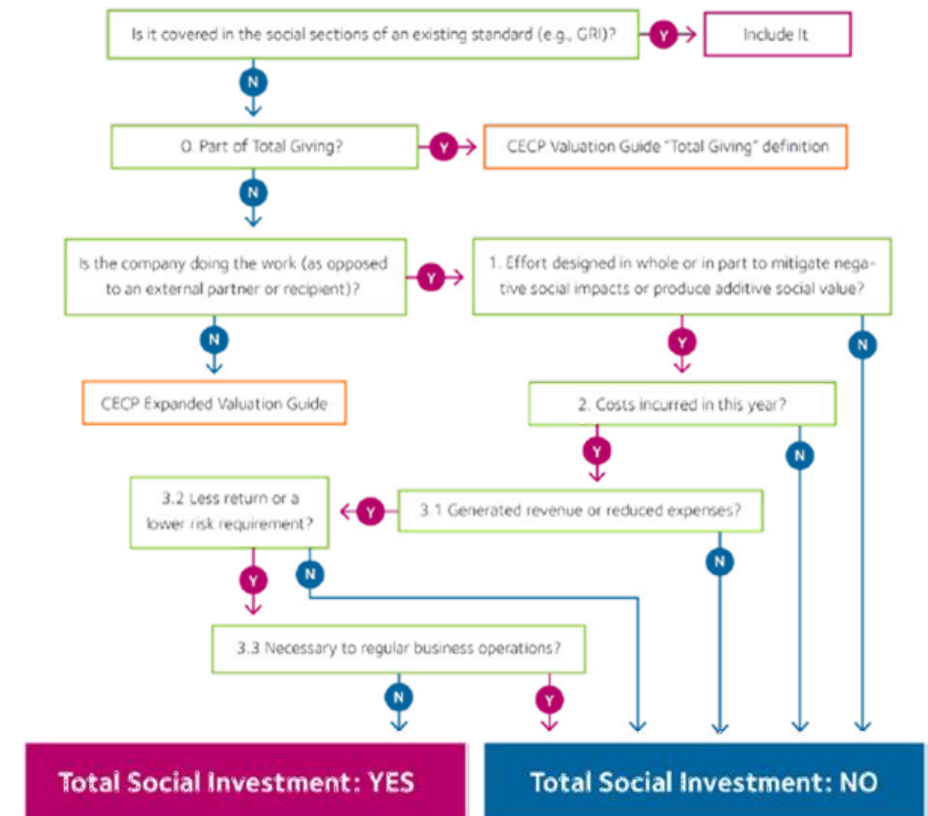 Is it covered in the social sections of an existing standard (e.g., GRI)?
Y
Include It
N
0. Part of Total Giving?
Y
CECP Valuation Guide "Total Giving" definition
N
Is the company doing the work (as opposed
to an external partner or recipient)?
Y
1. Effort designed in whole or in part to mitigate nega-
tive social impacts or produce additive social value?
N
Y
N
CECP Expanded Valuation Guide
2. Costs incurred in this year?
Y
N
3.2 Less return or a
lower risk requirement?
Y
3.1 Generated revenue or reduced expenses?
Y
N
N
3.3 Necessary to regular business operations?
N
Y
Total Social Investment: YES
Total Social Investment: NO